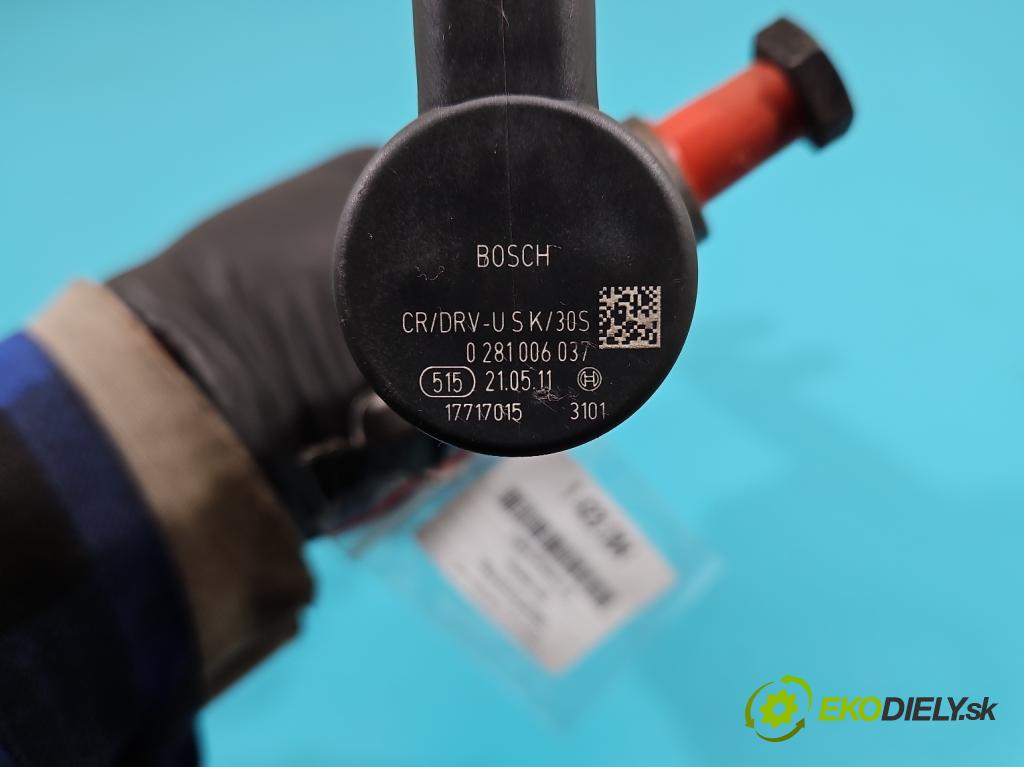 BOSCH
CR/DRV-U S K/30S
0 281 006 037
515 21.05.11
17717015 3101
EKODIELY.sk